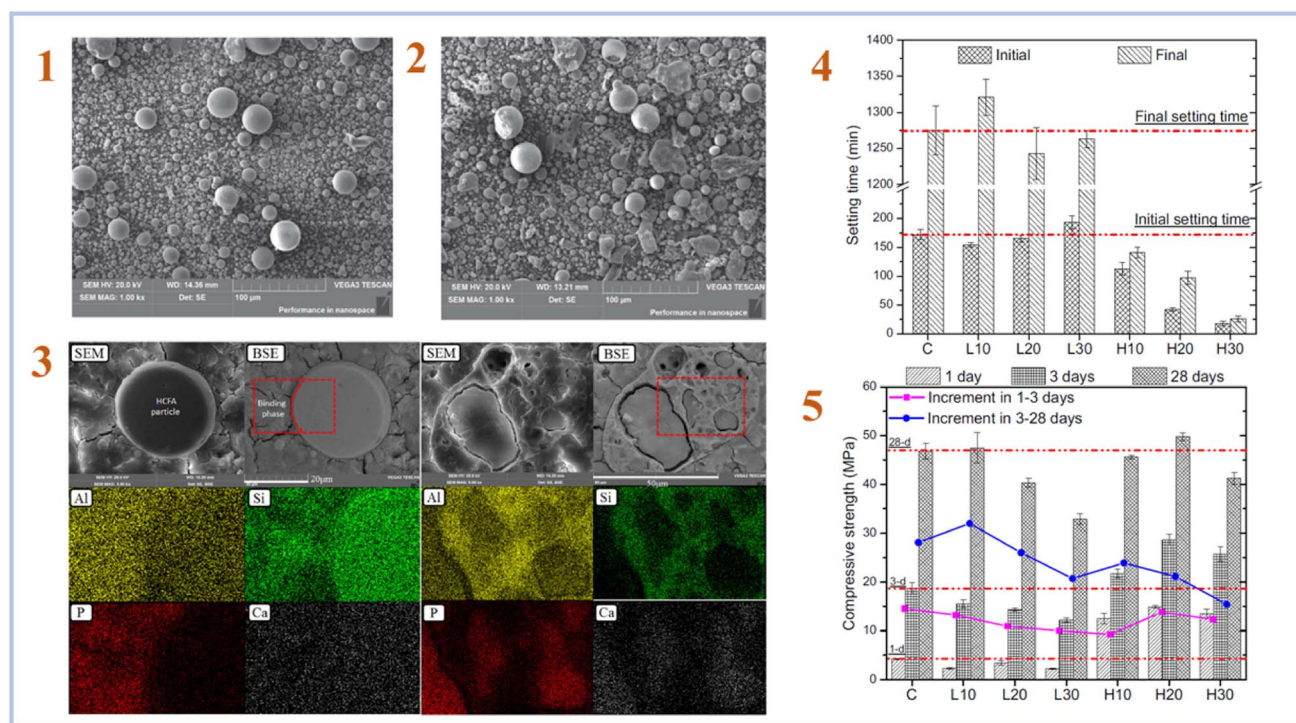 1
SEM HV: 20.0 kV WD: 14.36 mm VEGA3 TESCAN
SEM MAG: 1.00 kx Det: SE 100 µm
Performance in nanospace
2
SEM HV: 20.0 kV WD: 13.21 mm VEGA3 TESCAN
SEM MAG: 1.00 kx Det: SE 100 µm
Performance in nanospace
3
SEM
HCFA
particle
BSE
Binding
phase
20µm
SEM
BSE
50µm
Al
Si
Al
Si
P
Ca
P
Ca
4
Initial Final
Setting time (min)
1400
1350
1300
1250
1200
200
150
100
50
0
Final setting time
Initial setting time
C L10 L20 L30 H10 H20 H30
5
1 day 3 days 28 days
Increment in 1-3 days
Increment in 3-28 days
Compressive strength (MPa)
60
50
40
30
20
10
0
28-d
3-d
1-d
C L10 L20 L30 H10 H20 H30